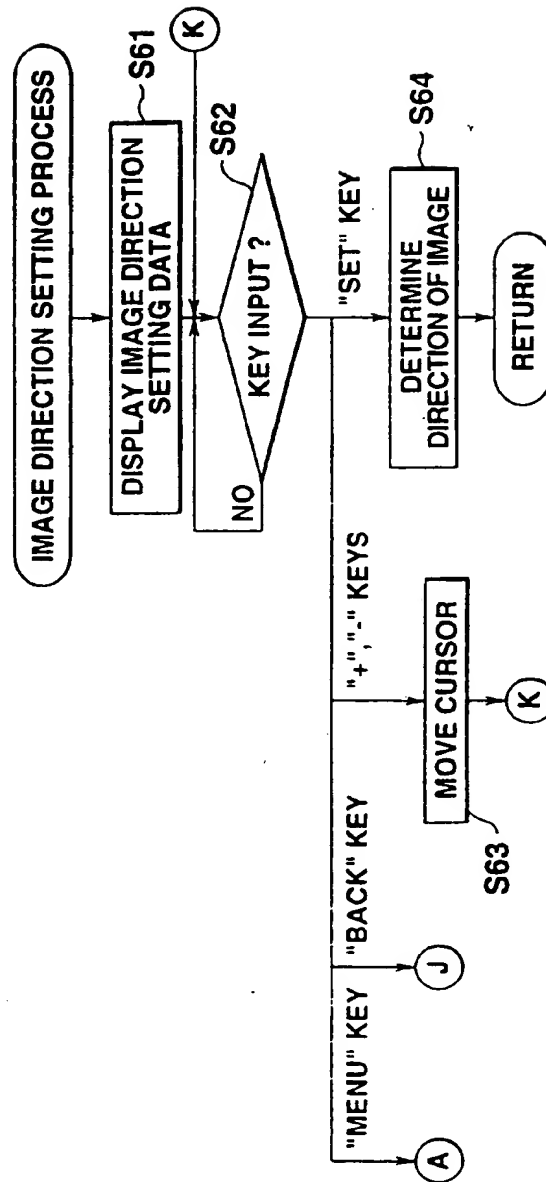 IMAGE DIRECTION SETTING PROCESS
DISPLAY IMAGE DIRECTION
SETTING DATA
S61
K
S62
KEY INPUT ?
NO
"MENU" KEY
"BACK" KEY
"+","-" KEYS
"SET" KEY
A
J
MOVE CURSOR
S63
K
DETERMINE
DIRECTION OF IMAGE
S64
RETURN